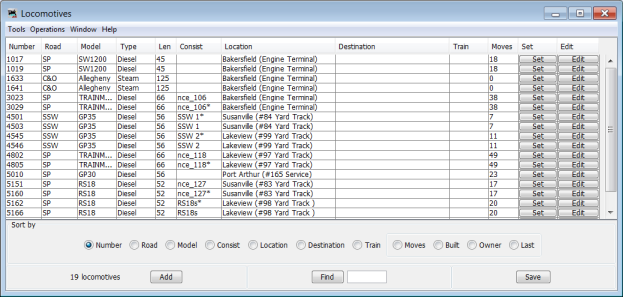 Locomotives
Tools Operations Window Help
Number Road Model Type Len Consist Location Destination Train Moves Set Edit
1017 SP SW1200 Diesel 45 Bakersfield (Engine Terminal) 18 Set Edit
1019 SP SW1200 Diesel 45 Bakersfield (Engine Terminal) 18 Set Edit
1633 C&O Allegheny Steam 125 Bakersfield (Engine Terminal) 0 Set Edit
1641 C&O Allegheny Steam 125 Bakersfield (Engine Terminal) 0 Set Edit
3023 SP TRAINM... Diesel 66 nce_106 Bakersfield (Engine Terminal) 38 Set Edit
3029 SP TRAINM... Diesel 66 nce_106* Bakersfield (Engine Terminal) 38 Set Edit
4501 SSW GP35 Diesel 56 SSW 1* Susanville (#84 Yard Track) 7 Set Edit
4503 SSW GP35 Diesel 56 SSW 1 Susanville (#84 Yard Track) 7 Set Edit
4545 SSW GP35 Diesel 56 SSW 2* Lakeview (#99 Yard Track) 11 Set Edit
4546 SSW GP35 Diesel 56 SSW 2 Lakeview (#99 Yard Track) 11 Set Edit
4802 SP TRAINM... Diesel 66 nce_118 Lakeview (#97 Yard Track) 49 Set Edit
4805 SP TRAINM... Diesel 66 nce_118* Lakeview (#97 Yard Track) 49 Set Edit
5010 SP GP30 Diesel 56 Port Arthur (#165 Service) 23 Set Edit
5151 SP RS18 Diesel 52 nce_127 Susanville (#83 Yard Track) 17 Set Edit
5160 SP RS18 Diesel 52 nce_127* Susanville (#83 Yard Track) 17 Set Edit
5162 SP RS18 Diesel 52 RS18s* Lakeview (#98 Yard Track ) 20 Set Edit
5166 SP RS18 Diesel 52 RS18s Lakeview (#98 Yard Track ) 20 Set Edit
Sort by
Number Road Model Consist Location Destination Train Moves Built Owner Last
19 locomotives Add Find Save